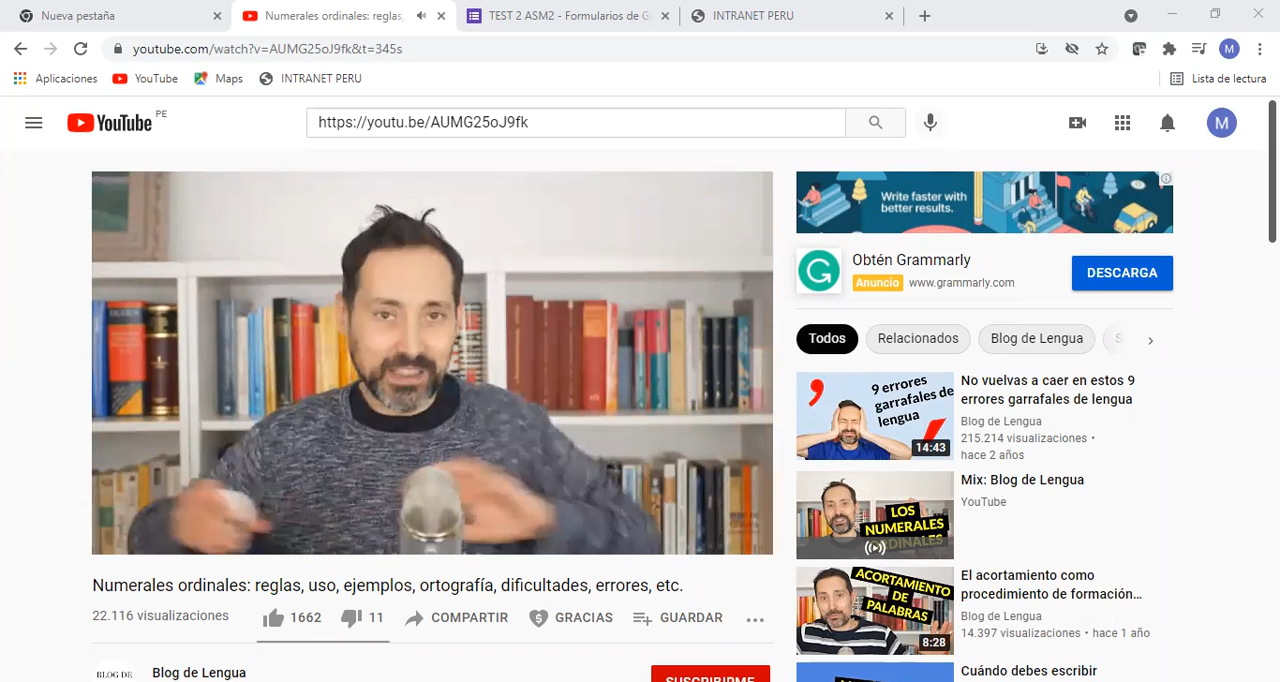 Nueva pestaña
Numerales ordinales: reglas,
TEST 2 ASM2 - Formularios de G
INTRANET PERU
youtube.com/watch?v=AUMG25oJ9fk&t=345s
M
Aplicaciones
YouTube
Maps
INTRANET PERU
Lista de lectura
YouTube PE
https://youtu.be/AUMG25oJ9fk
M
Write faster with
better results.
Obtén Grammarly
Anuncio www.grammarly.com
DESCARGA
Todos
Relacionados
Blog de Lengua
S
9 errores
garrafales de
lengua
14:43
No vuelvas a caer en estos 9
errores garrafales de lengua
Blog de Lengua
215.214 visualizaciones •
hace 2 años
LOS
NUMERALES
ORDINALES
Mix: Blog de Lengua
YouTube
ACORTAMIENTO
DE
PALABRAS
8:28
El acortamiento como
procedimiento de formación...
Blog de Lengua
14.397 visualizaciones • hace 1 año
Cuándo debes escribir
Numerales ordinales: reglas, uso, ejemplos, ortografía, dificultades, errores, etc.
22.116 visualizaciones
1662
11
COMPARTIR
GRACIAS
GUARDAR
BLOG DE
Blog de Lengua
SUSCRIBIRME